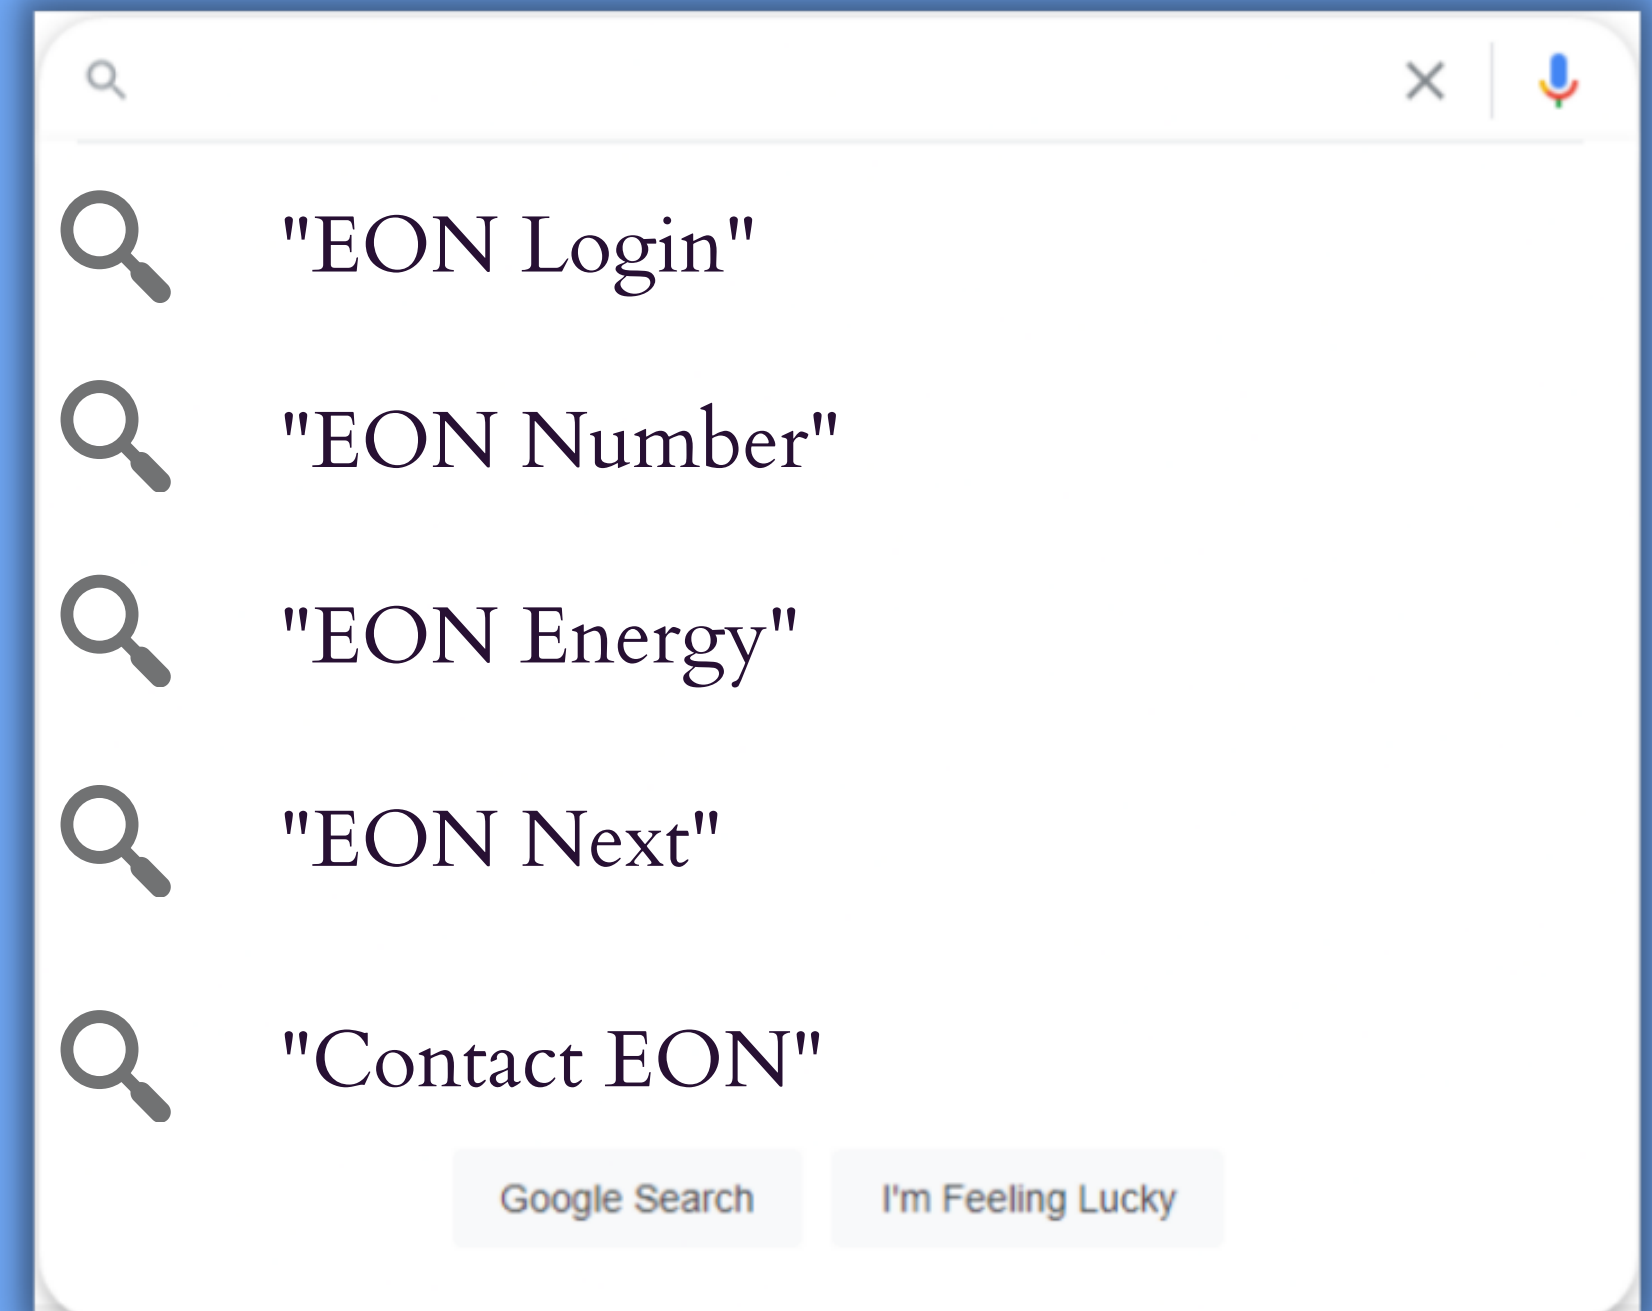 "EON Login"
"EON Number"
"EON Energy"
"EON Next"
"Contact EON"
Google Search I'm Feeling Lucky